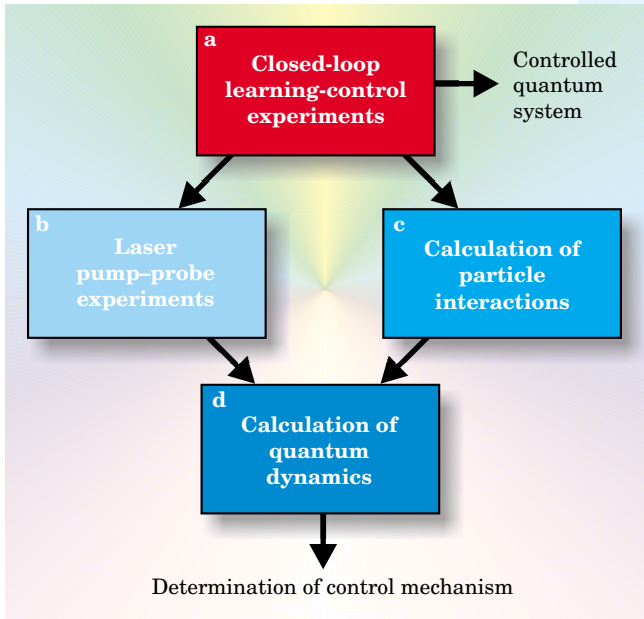 a
Closed-loop
learning-control
experiments
Controlled
quantum
system
b
Laser
pump–probe
experiments
c
Calculation of
particle
interactions
d
Calculation of
quantum
dynamics
Determination of control mechanism